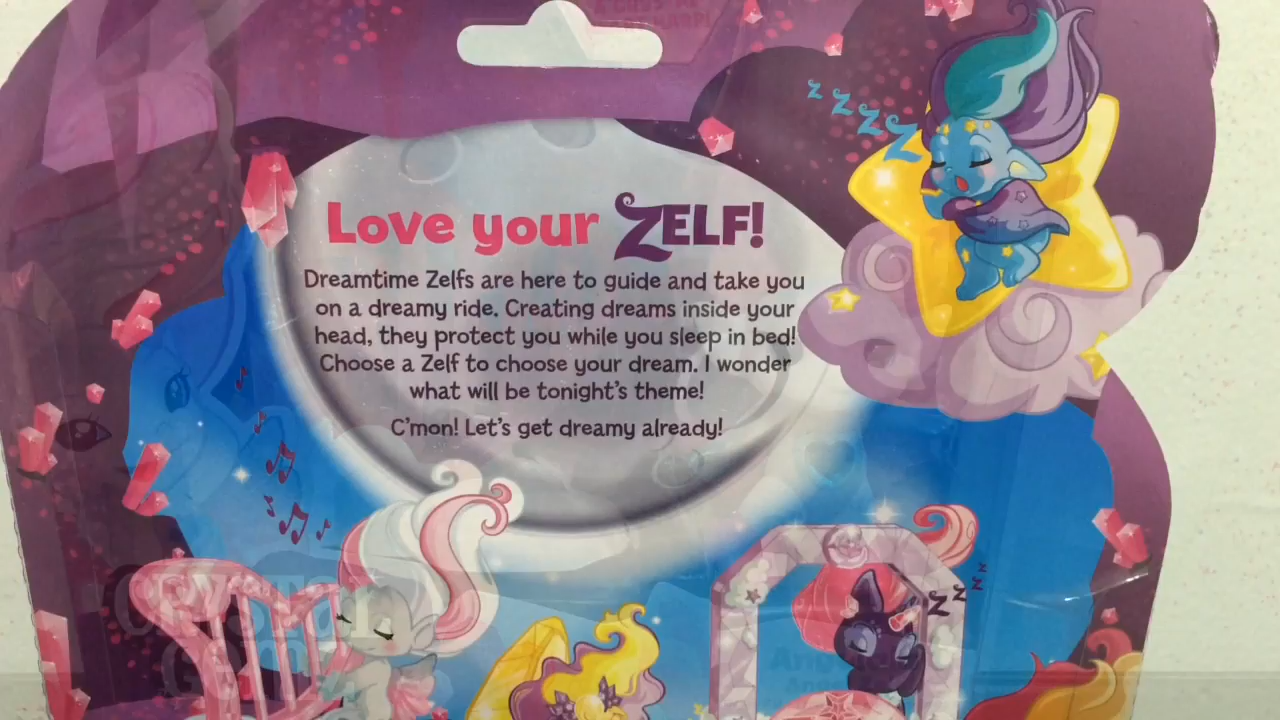 Love your ZELF!
Dreamtime Zelfs are here to guide and take you
on a dreamy ride. Creating dreams inside your
head, they protect you while you sleep in bed!
Choose a Zelf to choose your dream. I wonder
what will be tonight's theme!
C'mon! Let's get dreamy already!
z z z z
z z z z
Crystal